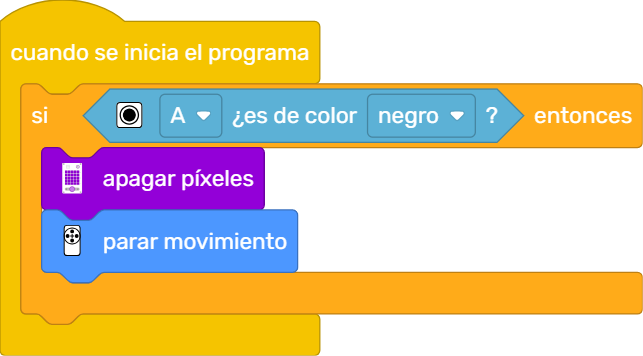 cuando se inicia el programa
si A ¿es de color negro ? entonces
apagar píxeles
parar movimiento